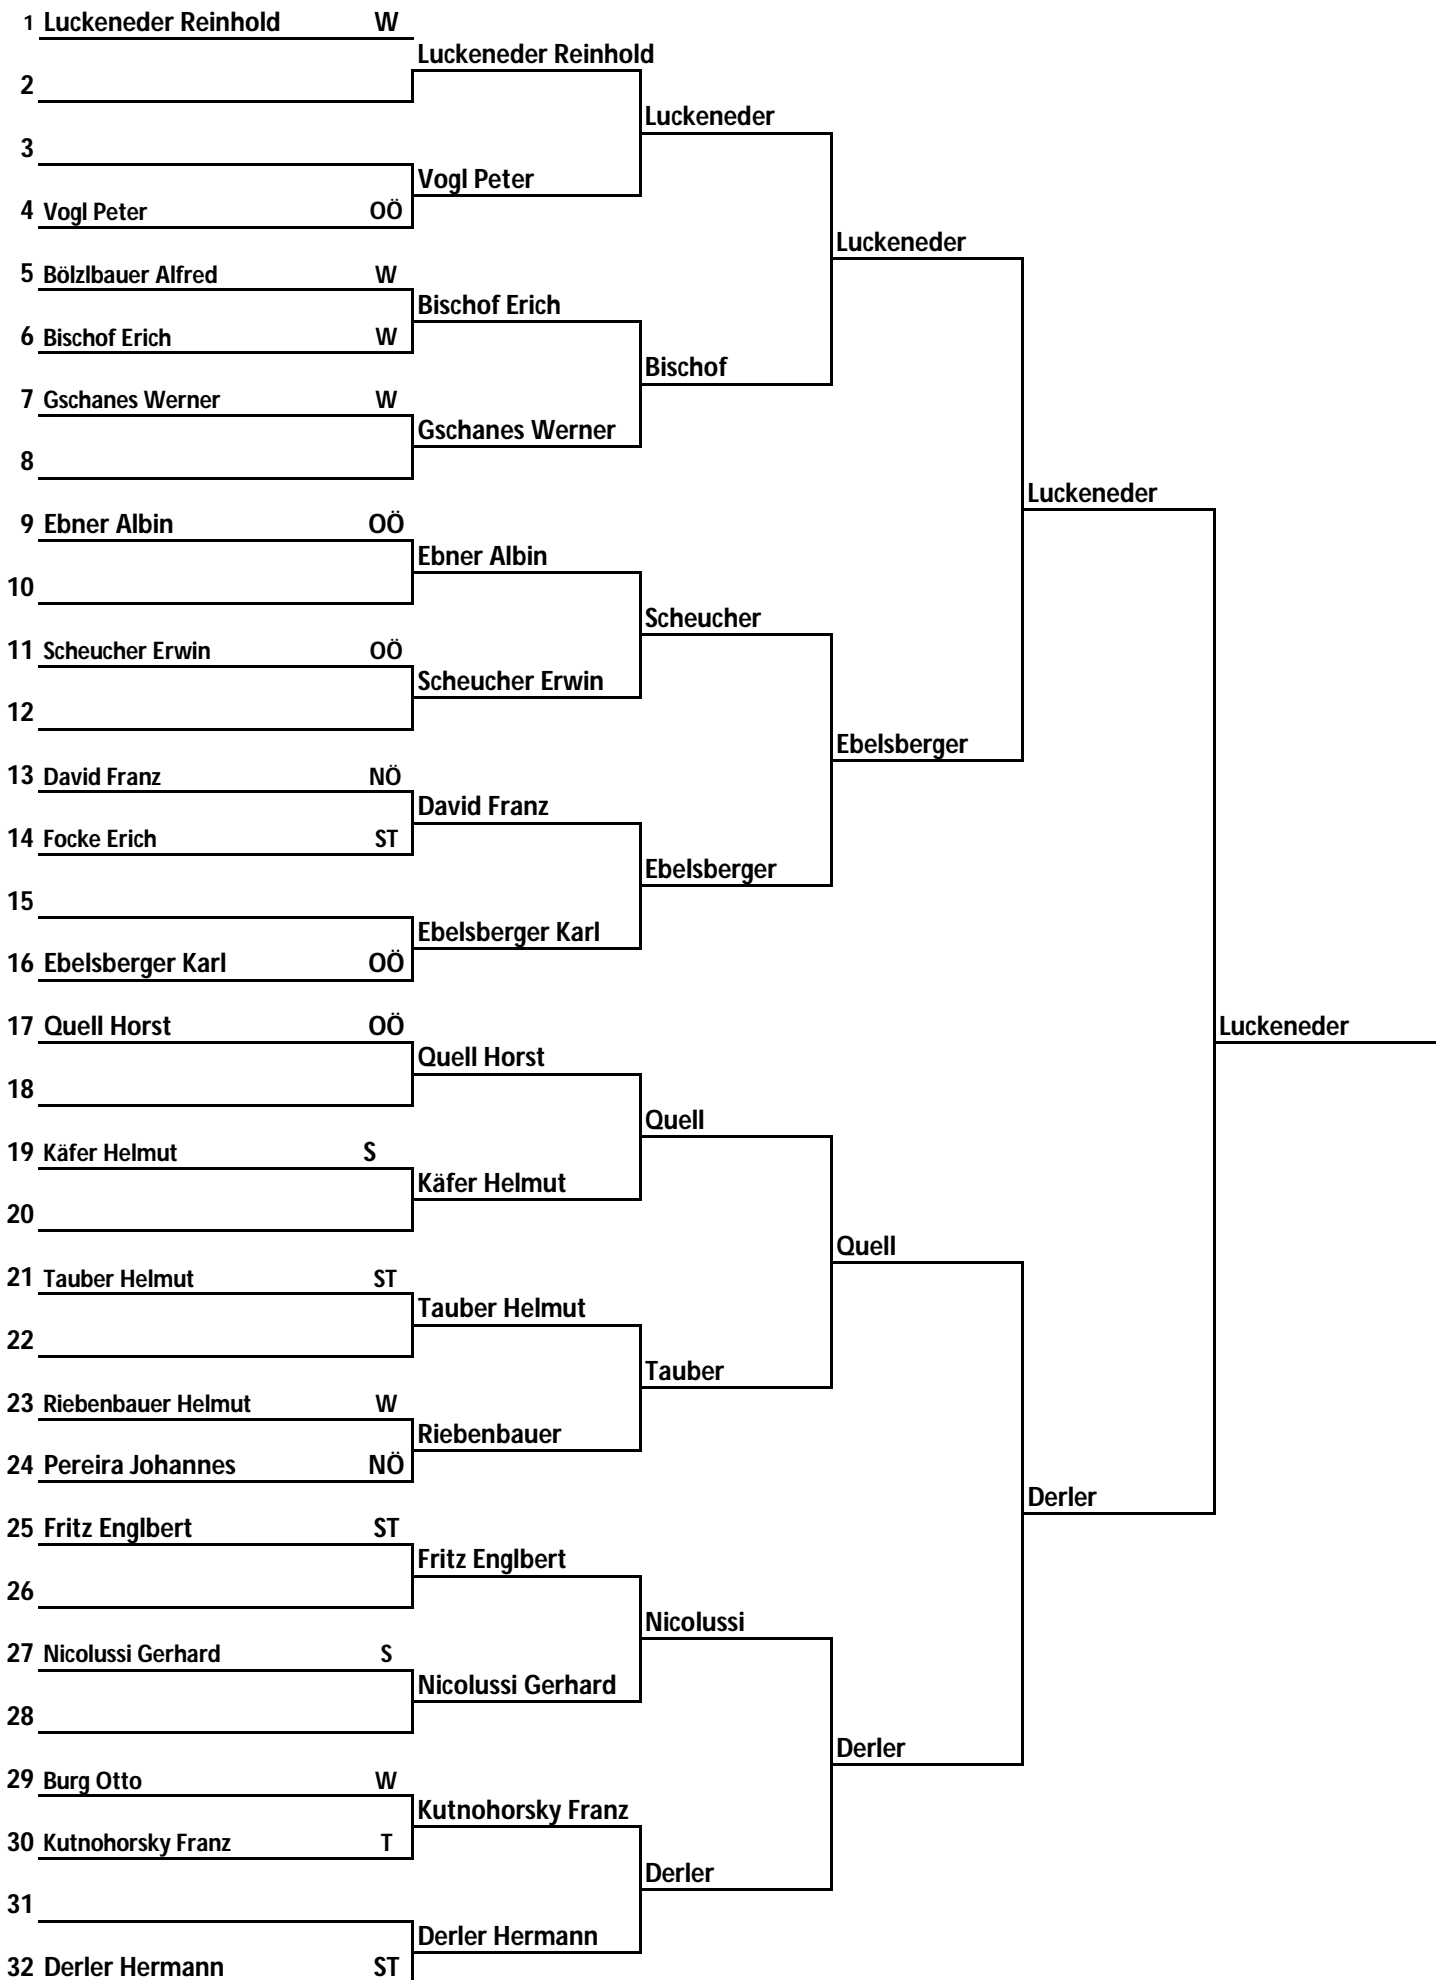 1 Luckeneder Reinhold W
Luckeneder Reinhold
2
Luckeneder
3
Vogl Peter
4 Vogl Peter OÖ
Luckeneder
5 Bölzlbauer Alfred W
Bischof Erich
6 Bischof Erich W
Bischof
7 Gschanes Werner W
Gschanes Werner
8
Luckeneder
9 Ebner Albin OÖ
Ebner Albin
10
Scheucher
11 Scheucher Erwin OÖ
Scheucher Erwin
12
Ebelsberger
13 David Franz NÖ
David Franz
14 Focke Erich ST
Ebelsberger
15
Ebelsberger Karl
16 Ebelsberger Karl OÖ
17 Quell Horst OÖ Luckeneder
Quell Horst
18
Quell
19 Käfer Helmut S
Käfer Helmut
20
Quell
21 Tauber Helmut ST
Tauber Helmut
22
Tauber
23 Riebenbauer Helmut W
Riebenbauer
24 Pereira Johannes NÖ
Derler
25 Fritz Englbert ST
Fritz Englbert
26
Nicolussi
27 Nicolussi Gerhard S
Nicolussi Gerhard
28
Derler
29 Burg Otto W
Kutnohorsky Franz
30 Kutnohorsky Franz T
Derler
31
Derler Hermann
32 Derler Hermann ST